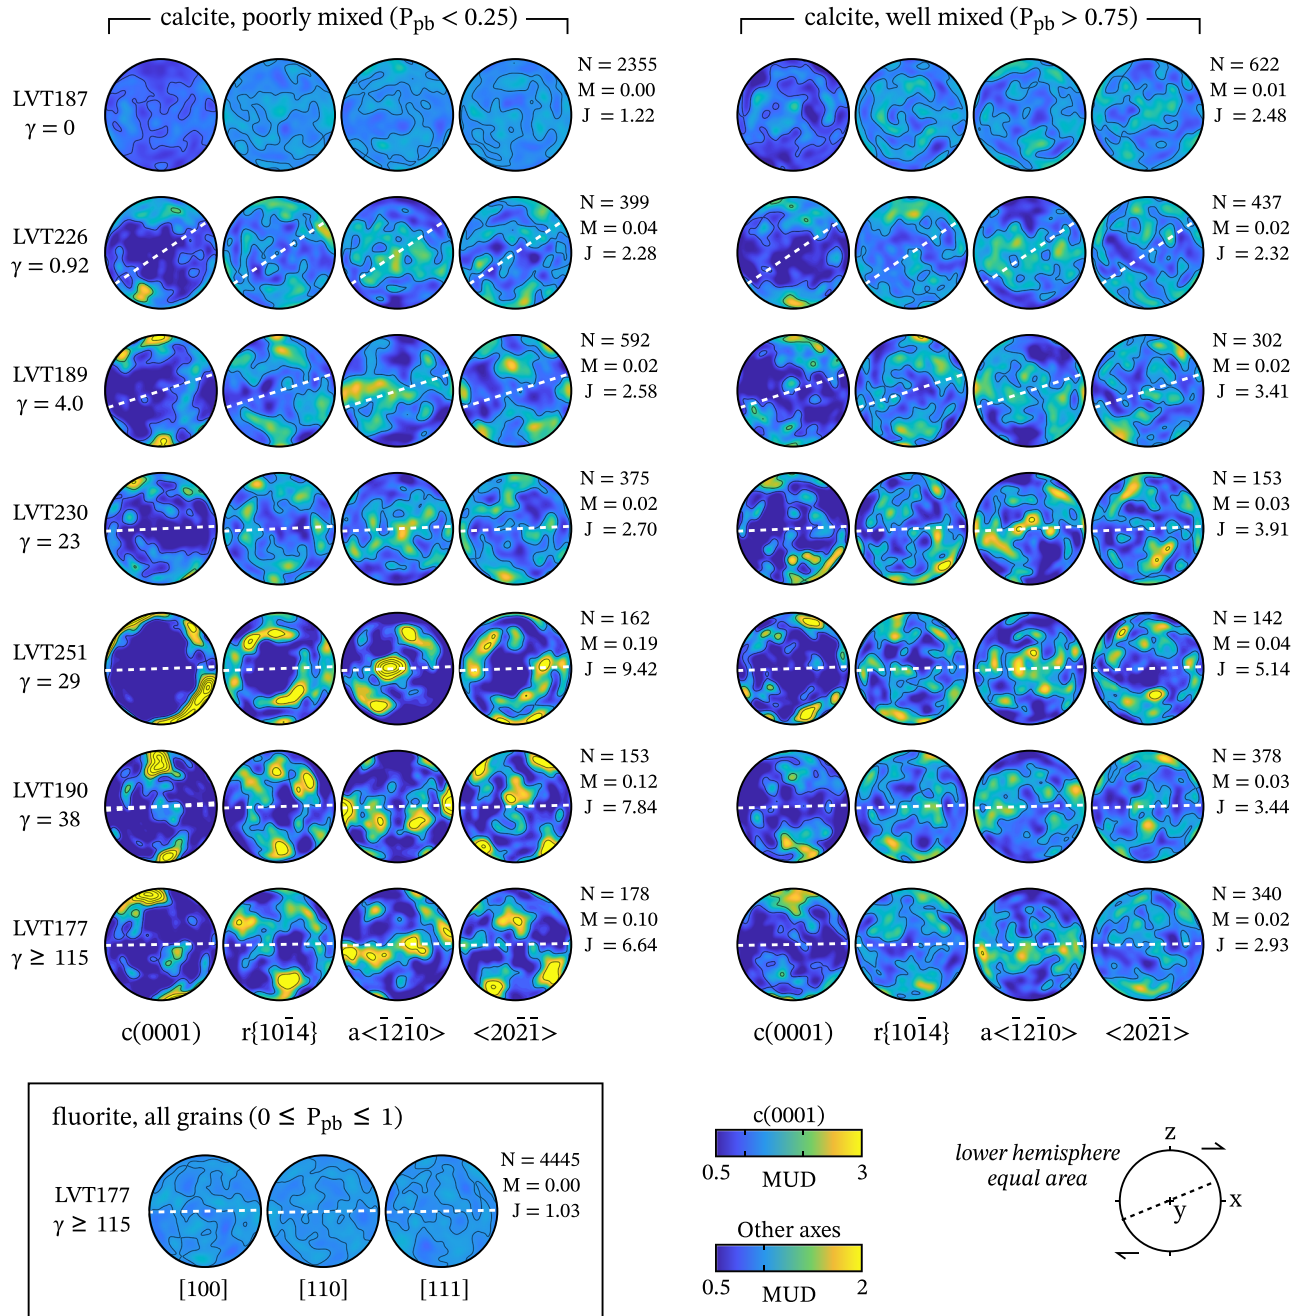 calcite, poorly mixed (Ppb < 0.25)
calcite, well mixed (Ppb > 0.75)
LVT187
γ = 0
N = 2355
M = 0.00
J = 1.22
N = 622
M = 0.01
J = 2.48
LVT226
γ = 0.92
N = 399
M = 0.04
J = 2.28
N = 437
M = 0.02
J = 2.32
LVT189
γ = 4.0
N = 592
M = 0.02
J = 2.58
N = 302
M = 0.02
J = 3.41
LVT230
γ = 23
N = 375
M = 0.02
J = 2.70
N = 153
M = 0.03
J = 3.91
LVT251
γ = 29
N = 162
M = 0.19
J = 9.42
N = 142
M = 0.04
J = 5.14
LVT190
γ = 38
N = 153
M = 0.12
J = 7.84
N = 378
M = 0.03
J = 3.44
LVT177
γ ≥ 115
N = 178
M = 0.10
J = 6.64
N = 340
M = 0.02
J = 2.93
c(0001) r{101̄4} a<1̄21̄0> <202̄1̄>
c(0001) r{101̄4} a<1̄21̄0> <202̄1̄>
fluorite, all grains (0 ≤ Ppb ≤ 1)
LVT177
γ ≥ 115
N = 4445
M = 0.00
J = 1.03
[100] [110] [111]
c(0001)
0.5 MUD 3
Other axes
0.5 MUD 2
lower hemisphere
equal area
z
x
y